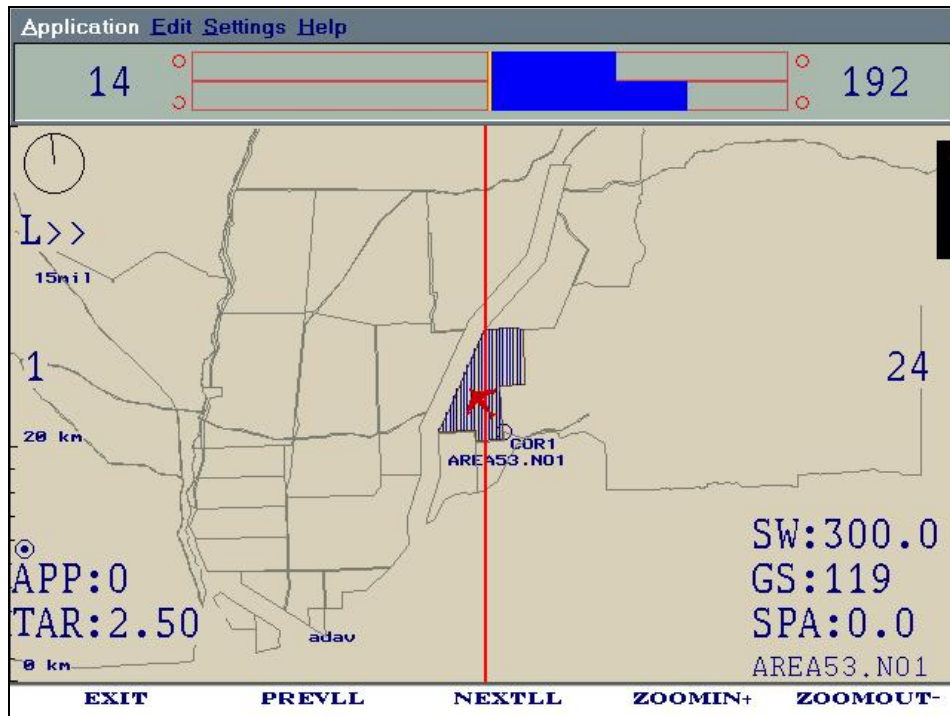 Application Edit Settings Help
14 192
L>>
15mil
1 24
20 km
COR1
AREA53.NO1
SW:300.0
APP:0 GS:119
TAR:2.50 SPA:0.0
adav
0 km AREA53.NO1
EXIT PREVLL NEXTLL ZOOMIN+ ZOOMOUT-